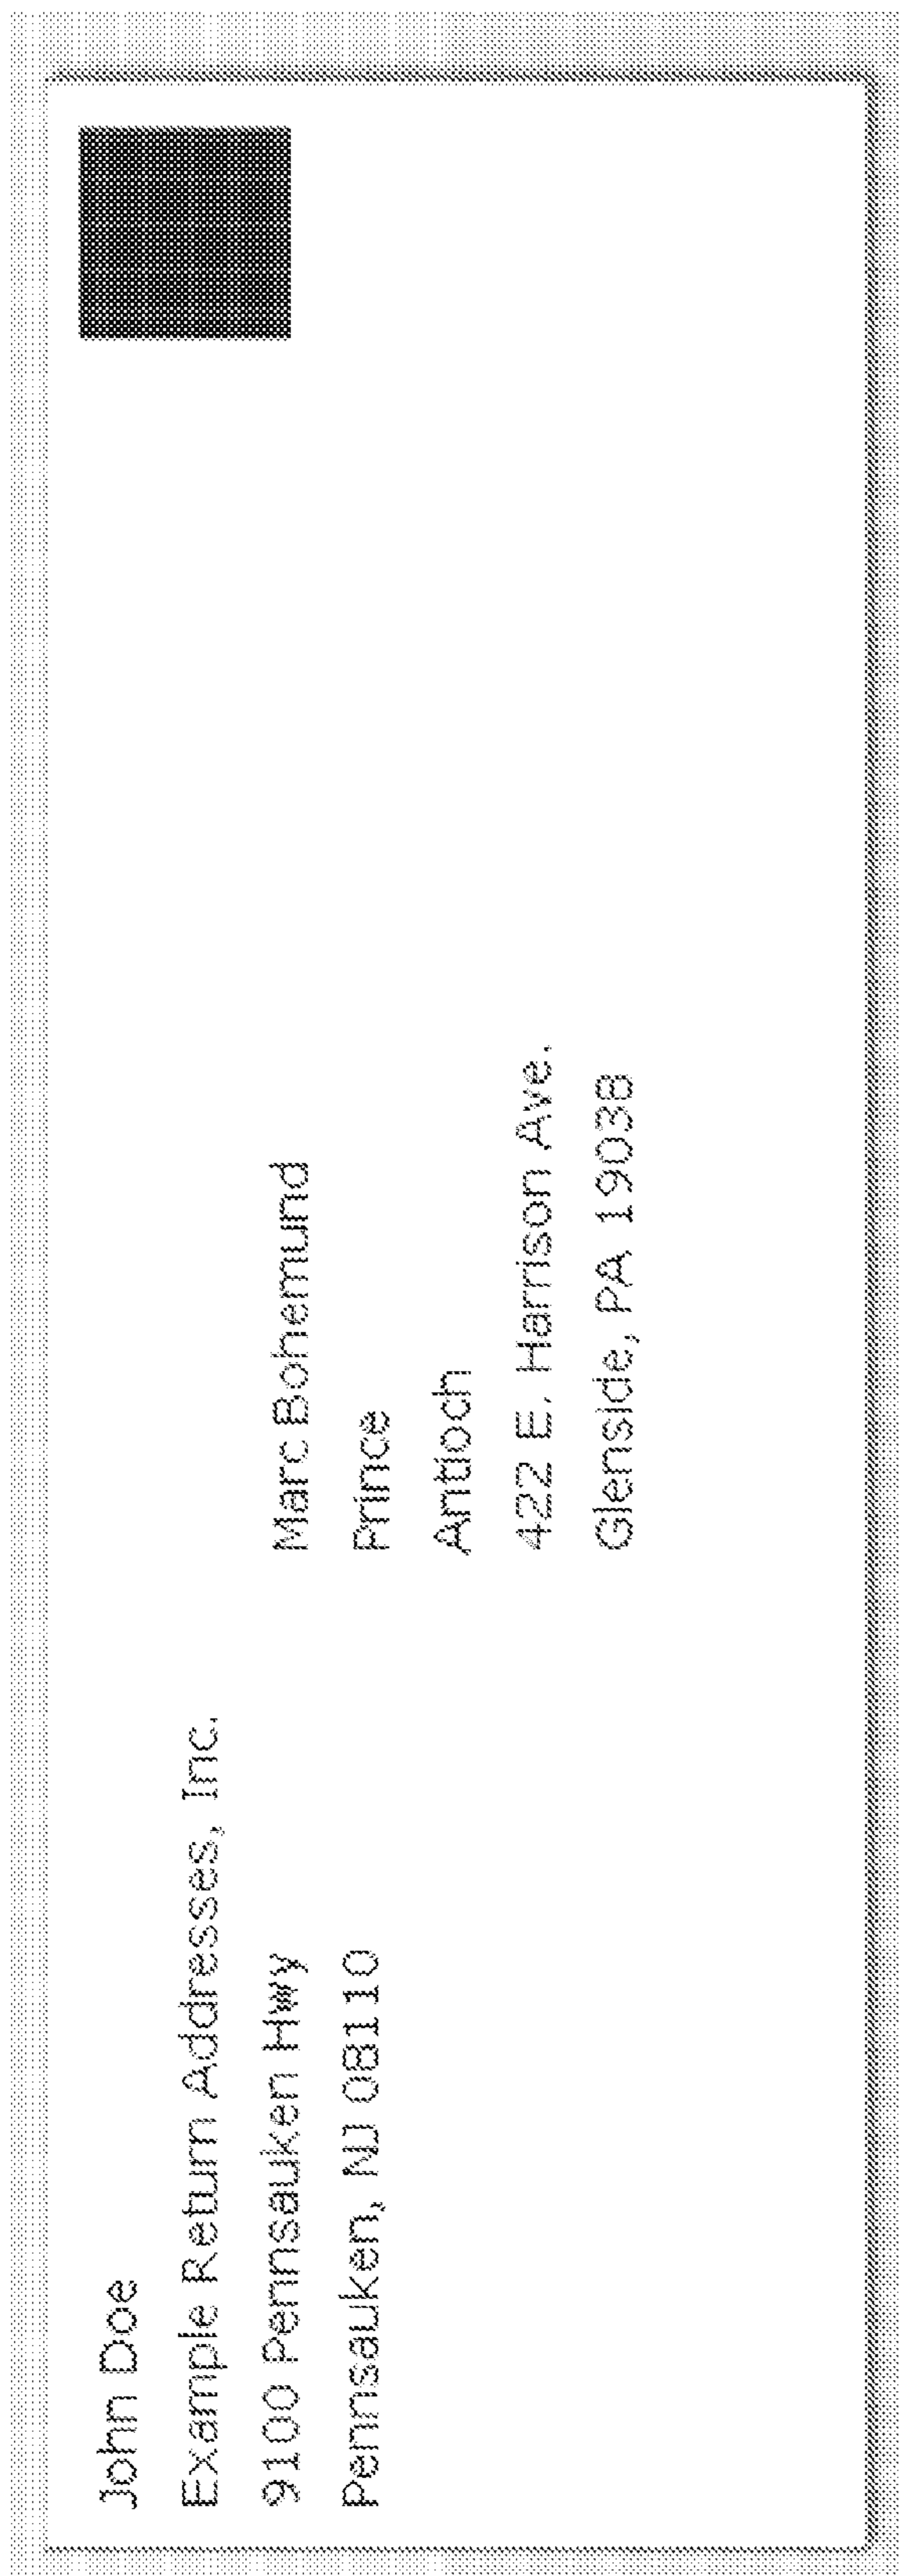 John Doe
Example Return Addresses, Inc.
9100 Pennsauken Hwy
Pennsauken, NJ 08110
Marc Bohemund
Prince
Antioch
422 E. Harrison Ave.
Glenside, PA 19038